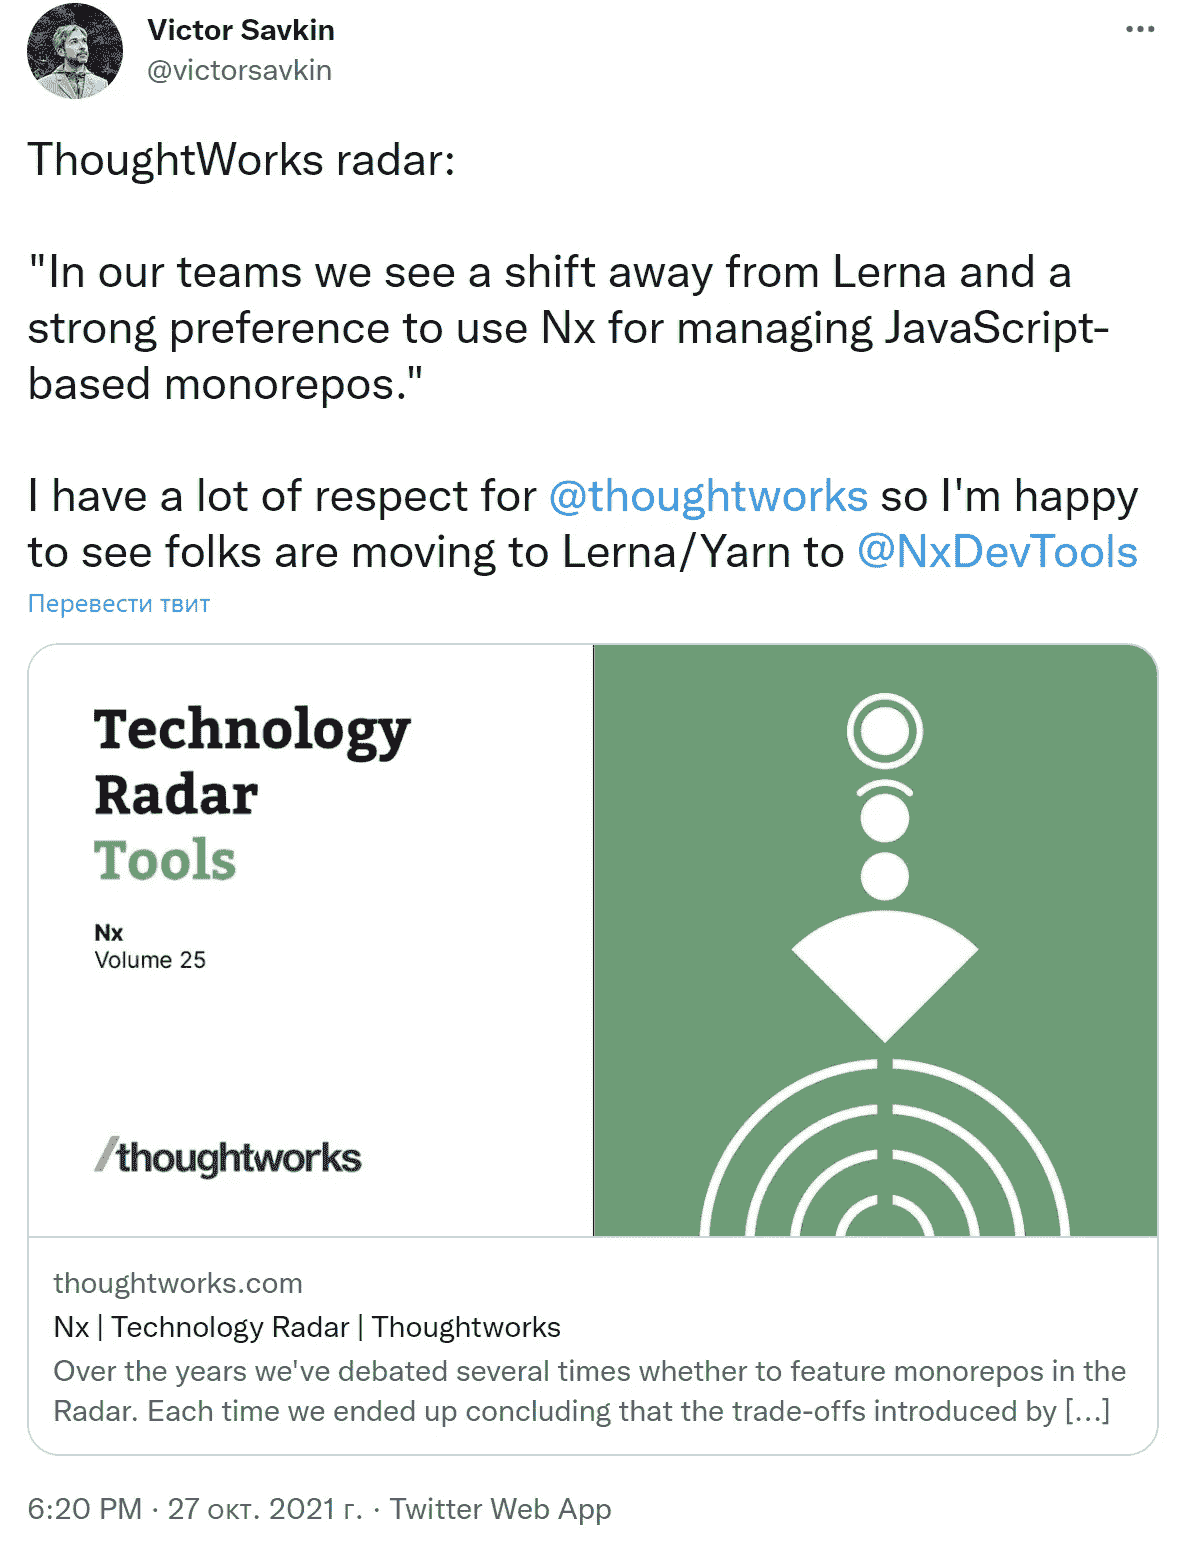 Victor Savkin
@victorsavkin
ThoughtWorks radar:
"In our teams we see a shift away from Lerna and a
strong preference to use Nx for managing JavaScript-
based monorepos."
I have a lot of respect for @thoughtworks so I'm happy
to see folks are moving to Lerna/Yarn to @NxDevTools
Перевести твит
Technology
Radar
Tools
Nx
Volume 25
/thoughtworks
thoughtworks.com
Nx | Technology Radar | Thoughtworks
Over the years we've debated several times whether to feature monorepos in the
Radar. Each time we ended up concluding that the trade-offs introduced by [...]
6:20 PM · 27 окт. 2021 г. · Twitter Web App